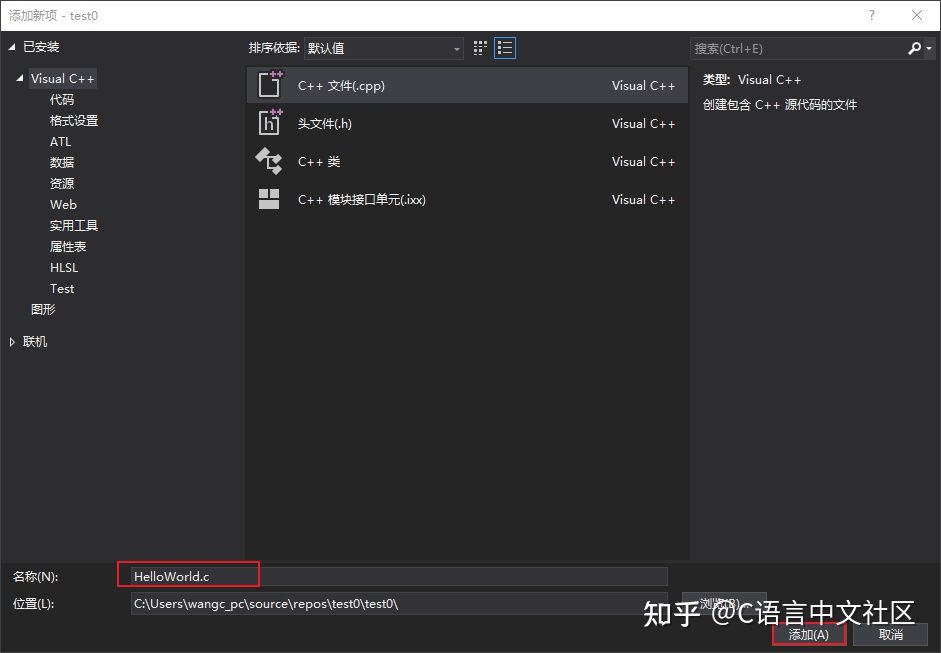 添加新项 - test0
已安装
排序依据: 默认值
搜索(Ctrl+E)
Visual C++
代码
格式设置
ATL
数据
资源
Web
实用工具
属性表
HLSL
Test
图形
联机
C++ 文件(.cpp) Visual C++
头文件(.h) Visual C++
C++ 类 Visual C++
C++ 模块接口单元(.ixx) Visual C++
类型: Visual C++
创建包含 C++ 源代码的文件
名称(N): HelloWorld.c
位置(L): C:\Users\wangc_pc\source\repos\test0\test0\
浏览(B)...
知乎 @C语言中文社区
添加(A) 取消